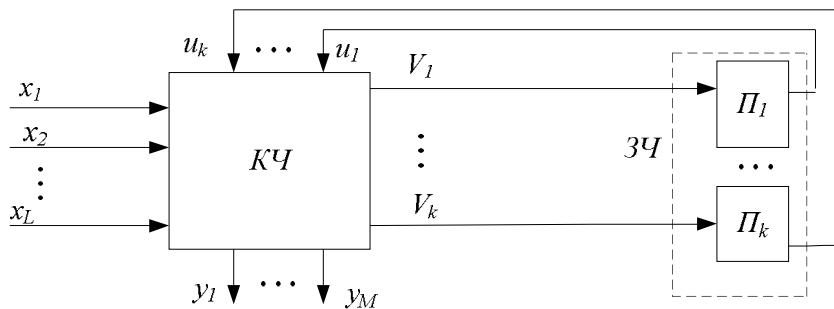 u_k ... u_1
V_1
x_1
П_1
x_2
КЧ
ЗЧ
...
x_L
V_k
П_k
y_1 ... y_M